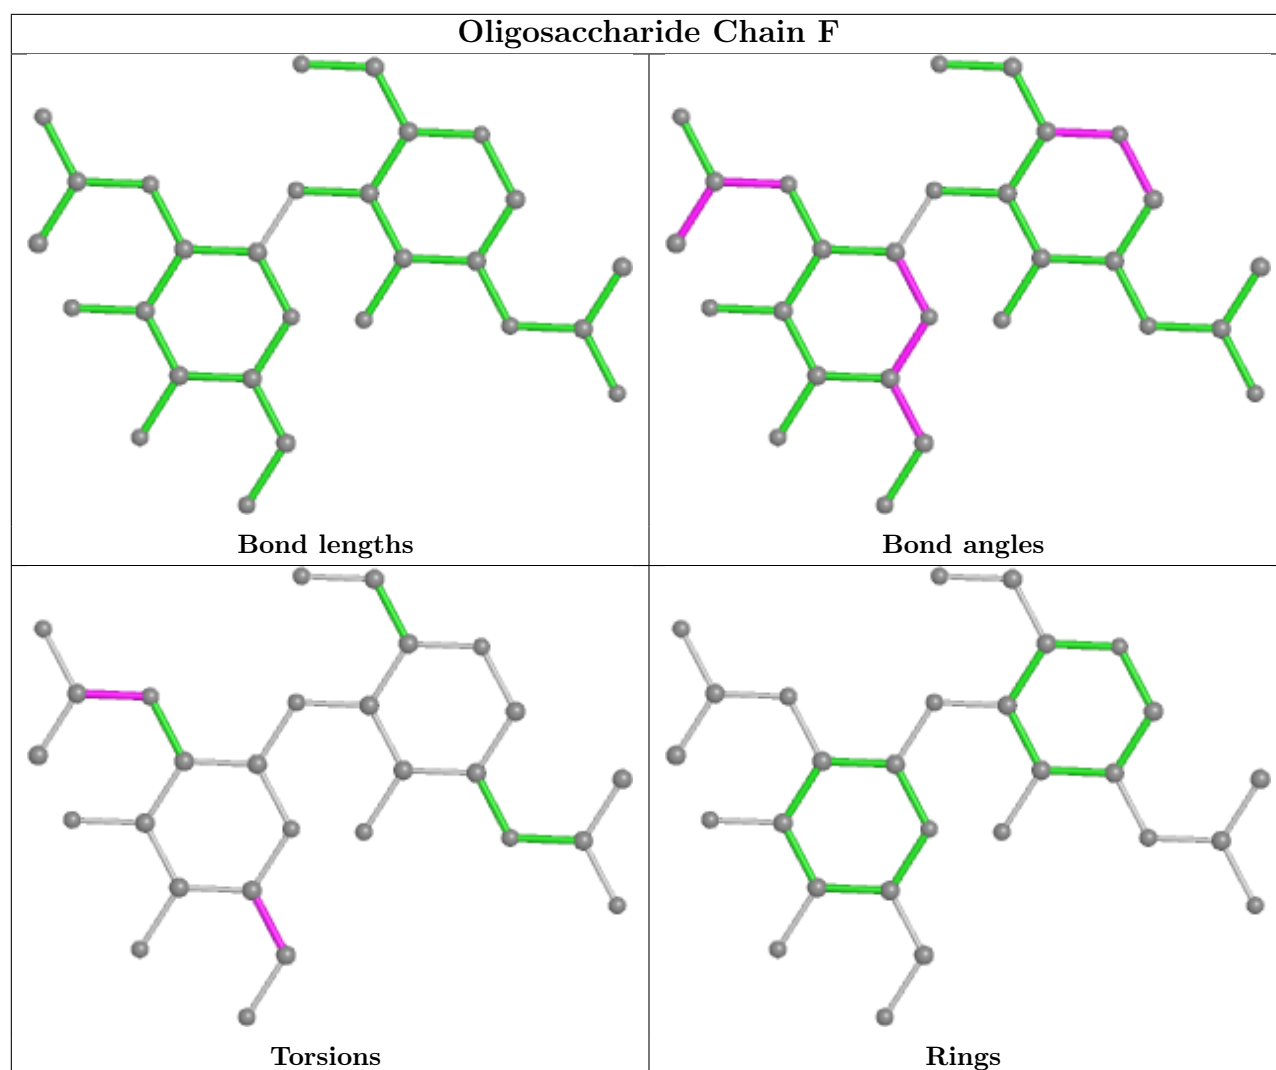 Oligosaccharide Chain F
Bond lengths
Bond angles
Torsions
Rings